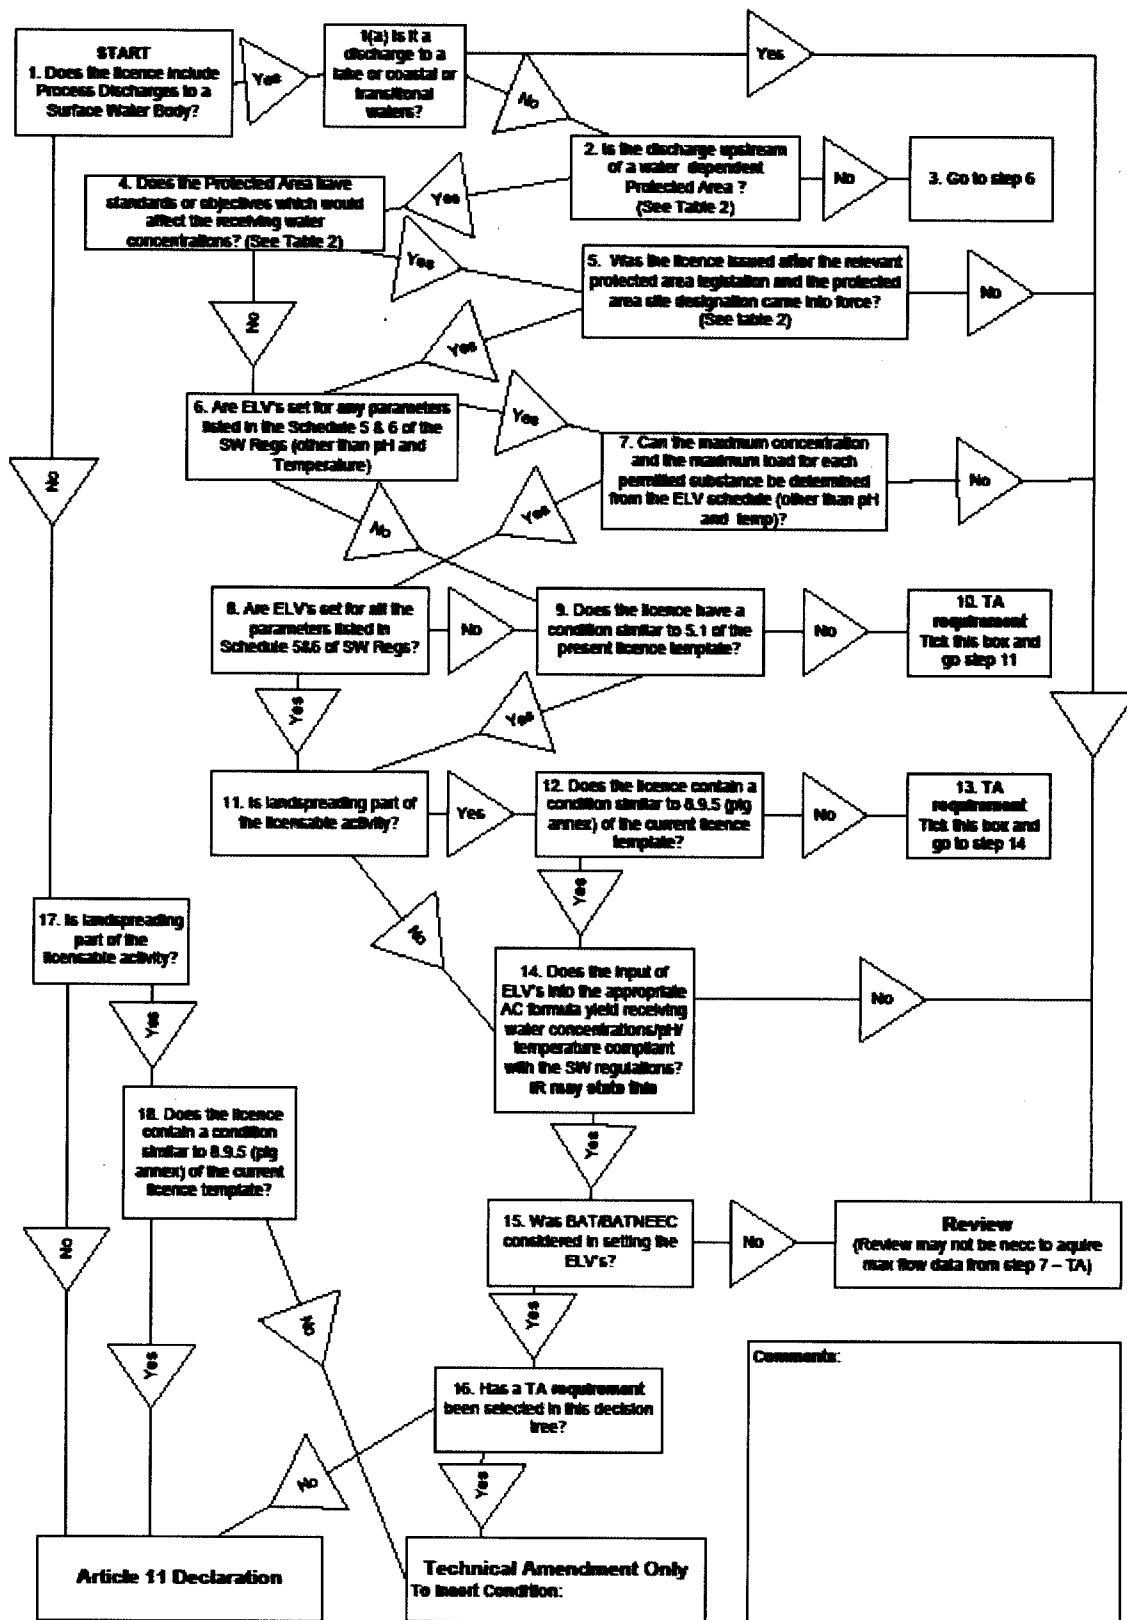 START
1. Does the licence include
Process Discharges to a
Surface Water Body?
Yes
1(a) Is it a
discharge to a
lake or coastal or
transitional
waters?
Yes
No
2. Is the discharge upstream
of a water dependent
Protected Area ?
(See Table 2)
No
3. Go to step 6
Yes
4. Does the Protected Area have
standards or objectives which would
affect the receiving water
concentrations? (See Table 2)
Yes
5. Was the licence issued after the relevant
protected area legislation and the protected
area site designation came into force?
(See table 2)
No
No
Yes
6. Are ELV's set for any parameters
listed in the Schedule 5 & 6 of the
SW Regs (other than pH and
Temperature)
Yes
7. Can the maximum concentration
and the maximum load for each
permitted substance be determined
from the ELV schedule (other than pH
and temp)?
No
No
No
Yes
8. Are ELV's set for all the
parameters listed in
Schedule 5&6 of SW Regs?
No
9. Does the licence have a
condition similar to 5.1 of the
present licence template?
No
10. TA
requirement
Tick this box and
go step 11
Yes
Yes
11. Is landspreading part of
the licensable activity?
Yes
12. Does the licence contain a
condition similar to 8.9.5 (pig
annex) of the current licence
template?
No
13. TA
requirement
Tick this box and
go to step 14
Yes
No
17. Is landspreading
part of the
licensable activity?
14. Does the input of
ELV's into the appropriate
AC formula yield receiving
water concentrations/pH/
temperature compliant
with the SW regulations?
IR may state this
No
Yes
18. Does the licence
contain a condition
similar to 8.9.5 (pig
annex) of the current
licence template?
Yes
15. Was BAT/BATNEEC
considered in setting the
ELV's?
No
Review
(Review may not be necc to aquire
max flow data from step 7 – TA)
No
Yes
No
Yes
Comments:
16. Has a TA requirement
been selected in this decision
tree?
No
Yes
Article 11 Declaration
Technical Amendment Only
To Insert Condition: